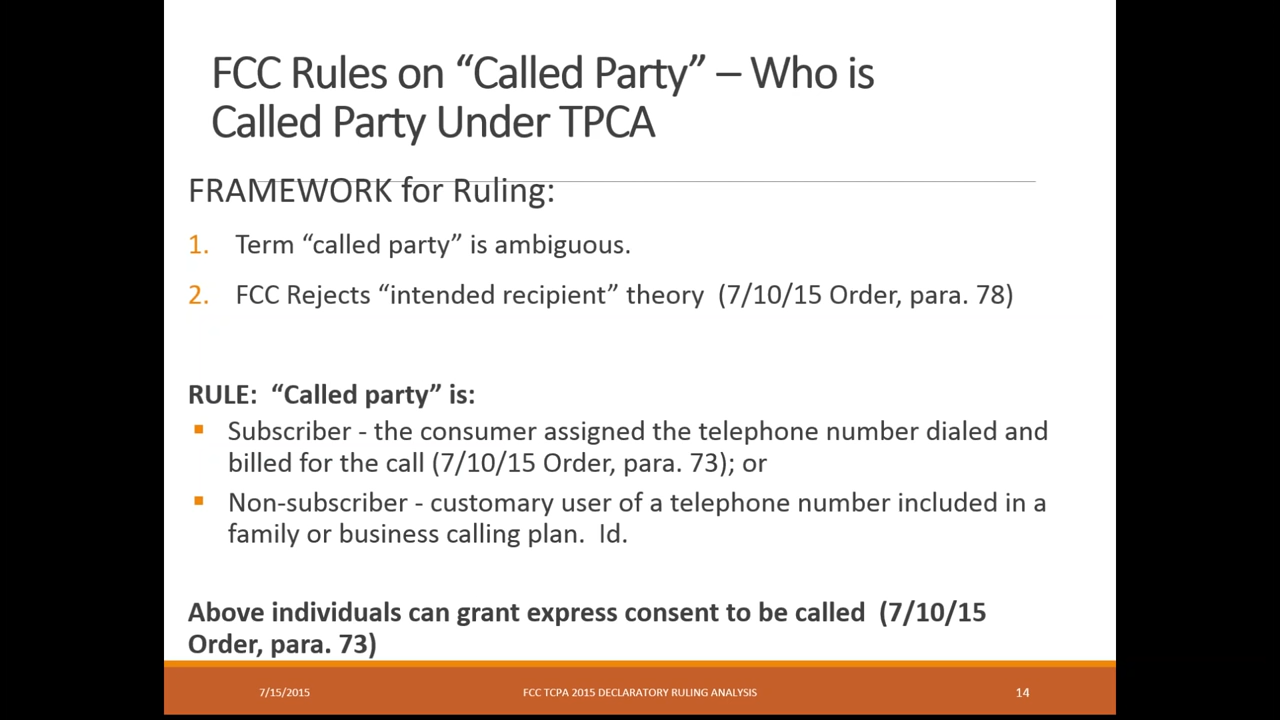 FCC Rules on “Called Party” – Who is
Called Party Under TPCA
FRAMEWORK for Ruling:
1. Term “called party” is ambiguous.
2. FCC Rejects “intended recipient” theory (7/10/15 Order, para. 78)
RULE: “Called party” is:
▪ Subscriber - the consumer assigned the telephone number dialed and
billed for the call (7/10/15 Order, para. 73); or
▪ Non-subscriber - customary user of a telephone number included in a
family or business calling plan. Id.
Above individuals can grant express consent to be called (7/10/15
Order, para. 73)
7/15/2015 FCC TCPA 2015 DECLARATORY RULING ANALYSIS 14